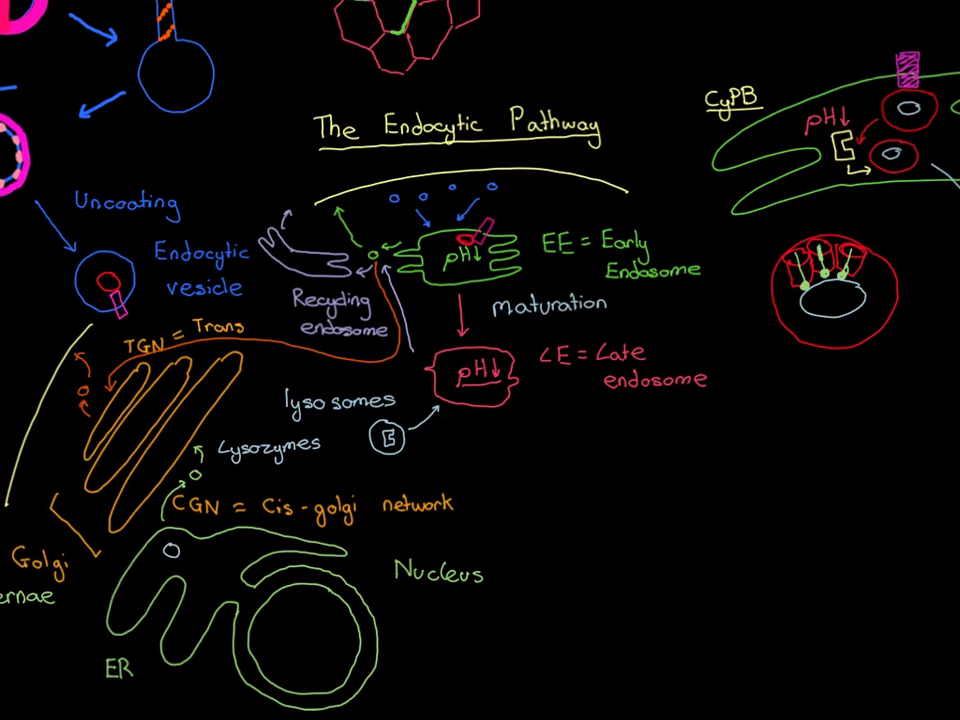 The Endocytic Pathway
CyPB
pH↓
Uncoating
Endocytic
vesicle
Recycling
endosome
pH↓
EE = Early
Endosome
maturation
TGN = Trans
pH↓
LE = Late
endosome
lysosomes
E
Lysozymes
CGN = Cis-golgi network
Golgi
ernae
Nucleus
ER